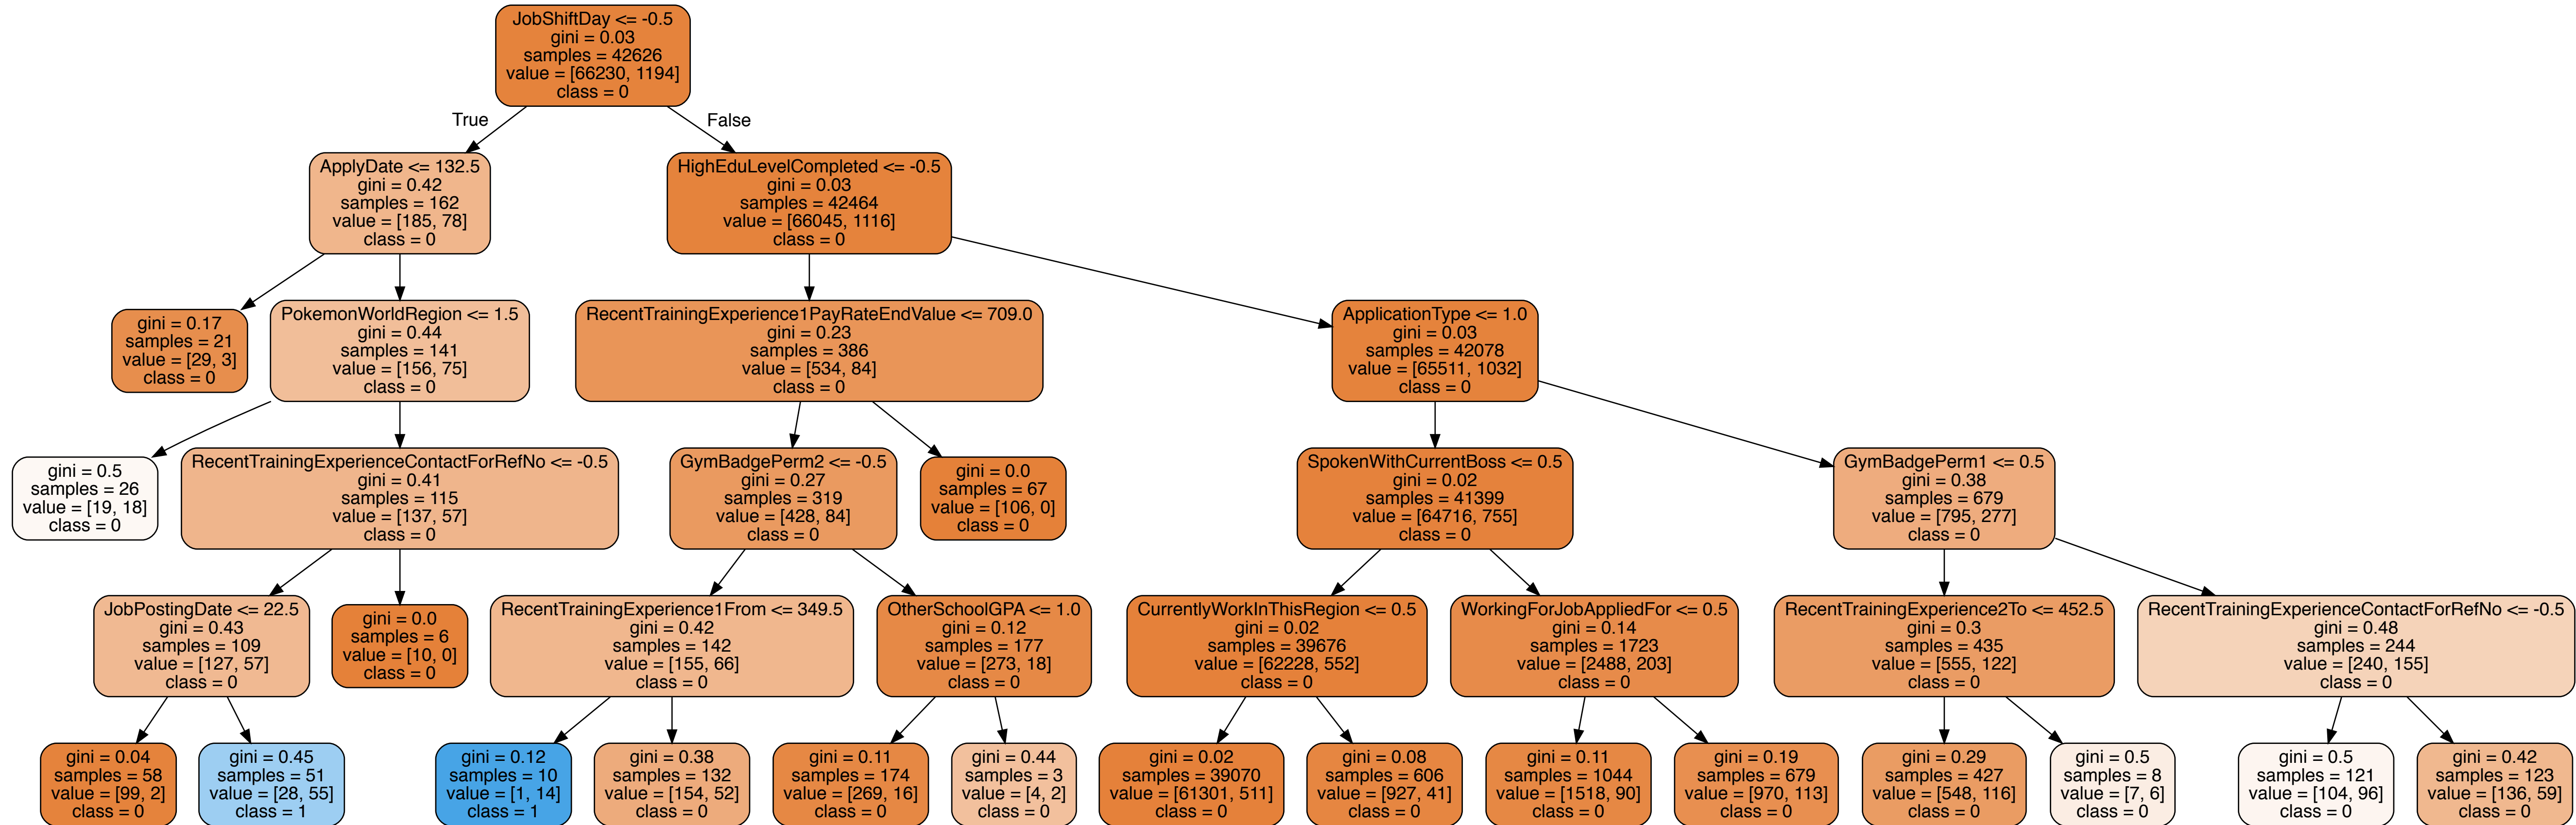 JobShiftDay <= -0.5
gini = 0.03
samples = 42626
value = [66230, 1194]
class = 0
True
False
ApplyDate <= 132.5
gini = 0.42
samples = 162
value = [185, 78]
class = 0
HighEduLevelCompleted <= -0.5
gini = 0.03
samples = 42464
value = [66045, 1116]
class = 0
gini = 0.17
samples = 21
value = [29, 3]
class = 0
PokemonWorldRegion <= 1.5
gini = 0.44
samples = 141
value = [156, 75]
class = 0
RecentTrainingExperience1PayRateEndValue <= 709.0
gini = 0.23
samples = 386
value = [534, 84]
class = 0
ApplicationType <= 1.0
gini = 0.03
samples = 42078
value = [65511, 1032]
class = 0
gini = 0.5
samples = 26
value = [19, 18]
class = 0
RecentTrainingExperienceContactForRefNo <= -0.5
gini = 0.41
samples = 115
value = [137, 57]
class = 0
GymBadgePerm2 <= -0.5
gini = 0.27
samples = 319
value = [428, 84]
class = 0
gini = 0.0
samples = 67
value = [106, 0]
class = 0
SpokenWithCurrentBoss <= 0.5
gini = 0.02
samples = 41399
value = [64716, 755]
class = 0
GymBadgePerm1 <= 0.5
gini = 0.38
samples = 679
value = [795, 277]
class = 0
JobPostingDate <= 22.5
gini = 0.43
samples = 109
value = [127, 57]
class = 0
gini = 0.0
samples = 6
value = [10, 0]
class = 0
RecentTrainingExperience1From <= 349.5
gini = 0.42
samples = 142
value = [155, 66]
class = 0
OtherSchoolGPA <= 1.0
gini = 0.12
samples = 177
value = [273, 18]
class = 0
CurrentlyWorkInThisRegion <= 0.5
gini = 0.02
samples = 39676
value = [62228, 552]
class = 0
WorkingForJobAppliedFor <= 0.5
gini = 0.14
samples = 1723
value = [2488, 203]
class = 0
RecentTrainingExperience2To <= 452.5
gini = 0.3
samples = 435
value = [555, 122]
class = 0
RecentTrainingExperienceContactForRefNo <= -0.5
gini = 0.48
samples = 244
value = [240, 155]
class = 0
gini = 0.04
samples = 58
value = [99, 2]
class = 0
gini = 0.45
samples = 51
value = [28, 55]
class = 1
gini = 0.12
samples = 10
value = [1, 14]
class = 1
gini = 0.38
samples = 132
value = [154, 52]
class = 0
gini = 0.11
samples = 174
value = [269, 16]
class = 0
gini = 0.44
samples = 3
value = [4, 2]
class = 0
gini = 0.02
samples = 39070
value = [61301, 511]
class = 0
gini = 0.08
samples = 606
value = [927, 41]
class = 0
gini = 0.11
samples = 1044
value = [1518, 90]
class = 0
gini = 0.19
samples = 679
value = [970, 113]
class = 0
gini = 0.29
samples = 427
value = [548, 116]
class = 0
gini = 0.5
samples = 8
value = [7, 6]
class = 0
gini = 0.5
samples = 121
value = [104, 96]
class = 0
gini = 0.42
samples = 123
value = [136, 59]
class = 0